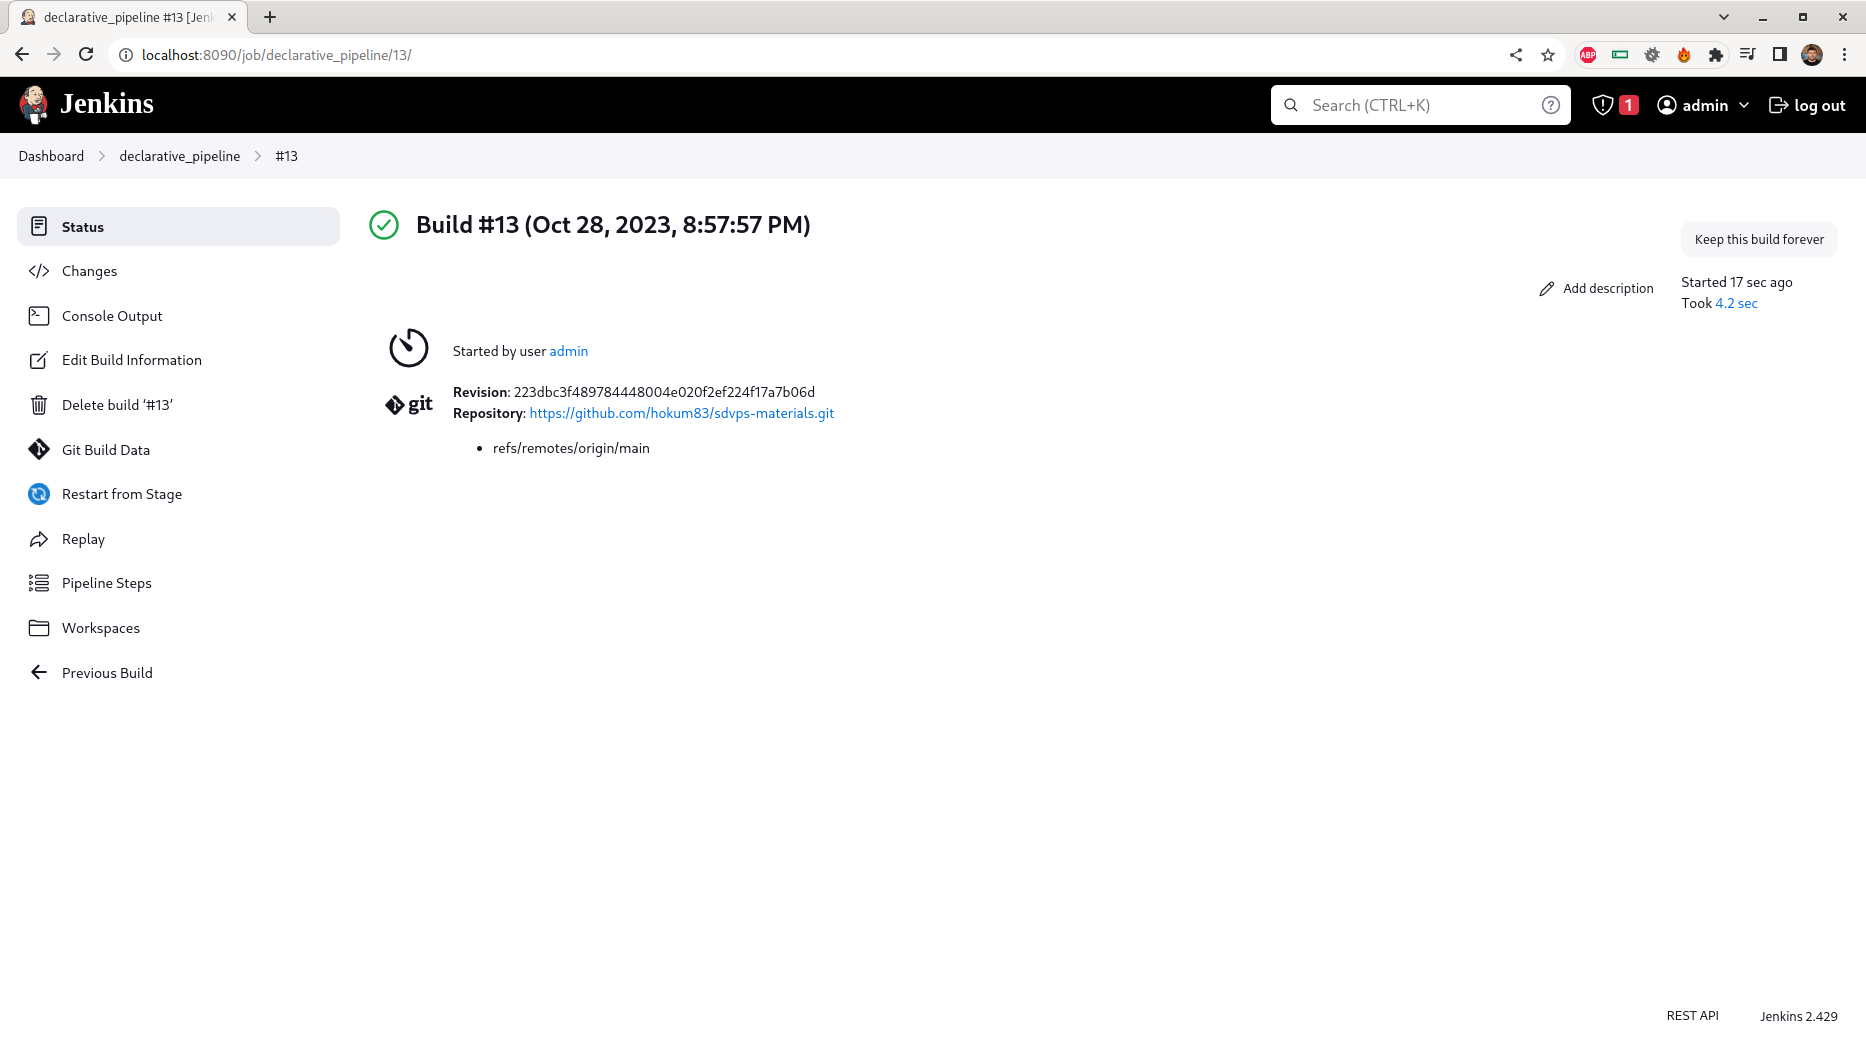 declarative_pipeline #13 [Jen
localhost:8090/job/declarative_pipeline/13/
ABP
Jenkins
Search (CTRL+K)
1
admin
log out
Dashboard
declarative_pipeline
#13
Status
Changes
Console Output
Edit Build Information
Delete build ‘#13’
Git Build Data
Restart from Stage
Replay
Pipeline Steps
Workspaces
Previous Build
Build #13 (Oct 28, 2023, 8:57:57 PM)
Keep this build forever
Add description
Started 17 sec ago
Took 4.2 sec
Started by user admin
git
Revision: 223dbc3f489784448004e020f2ef224f17a7b06d
Repository: https://github.com/hokum83/sdvps-materials.git
refs/remotes/origin/main
REST API
Jenkins 2.429